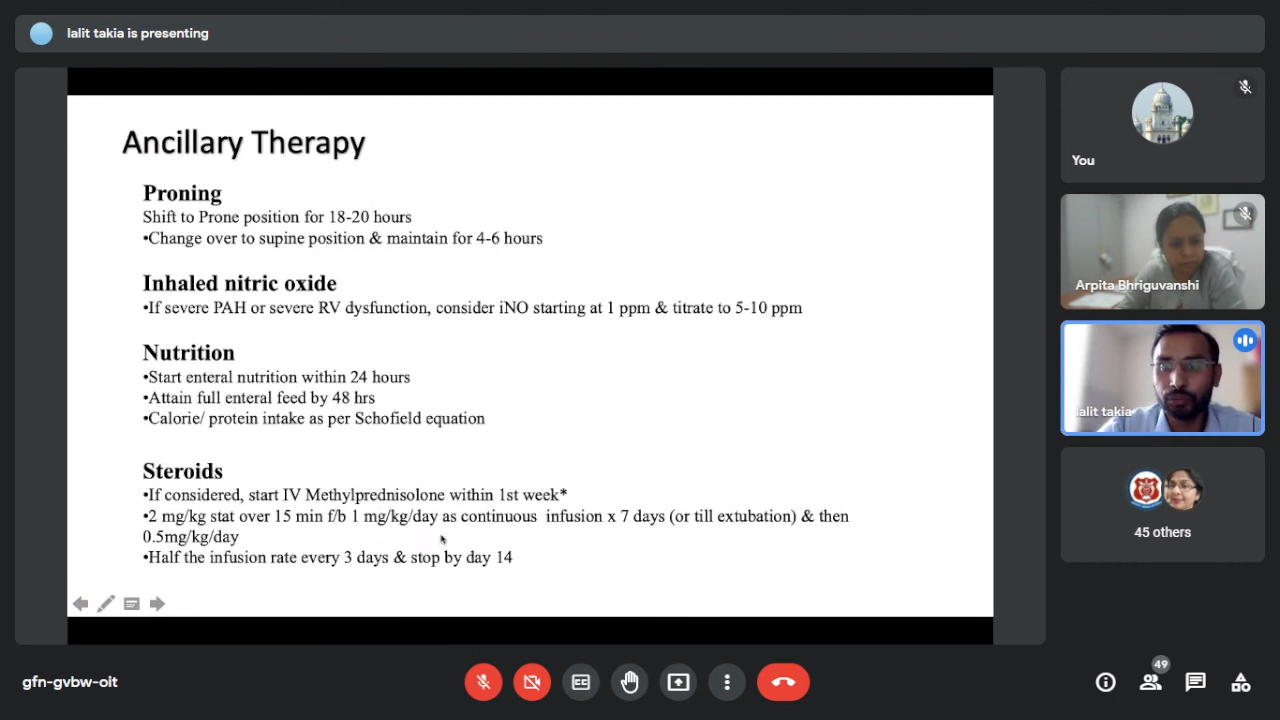 lalit takia is presenting
Ancillary Therapy
Proning
Shift to Prone position for 18-20 hours
•Change over to supine position & maintain for 4-6 hours
Inhaled nitric oxide
•If severe PAH or severe RV dysfunction, consider iNO starting at 1 ppm & titrate to 5-10 ppm
Nutrition
•Start enteral nutrition within 24 hours
•Attain full enteral feed by 48 hrs
•Calorie/ protein intake as per Schofield equation
Steroids
•If considered, start IV Methylprednisolone within 1st week*
•2 mg/kg stat over 15 min f/b 1 mg/kg/day as continuous infusion x 7 days (or till extubation) & then
0.5mg/kg/day
•Half the infusion rate every 3 days & stop by day 14
You
Arpita Bhriguvanshi
lalit takia
45 others
gfn-gvbw-oit
CC
49